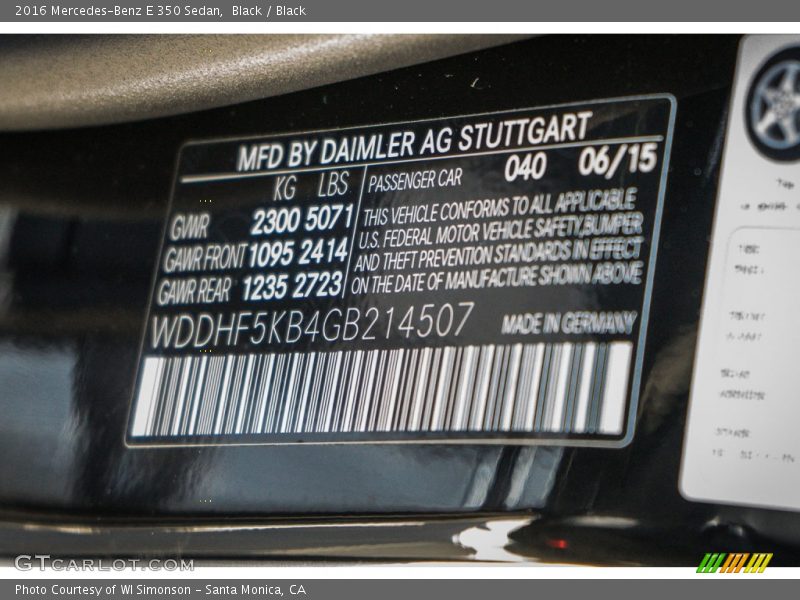 2016 Mercedes-Benz E 350 Sedan,  Black / Black
MFD BY DAIMLER AG STUTTGART
KG LBS
PASSENGER CAR 040 06/15
GWR 2300 5071
GAWR FRONT 1095 2414
GAWR REAR 1235 2723
THIS VEHICLE CONFORMS TO ALL APPLICABLE
U.S. FEDERAL MOTOR VEHICLE SAFETY,BUMPER
AND THEFT PREVENTION STANDARDS IN EFFECT
ON THE DATE OF MANUFACTURE SHOWN ABOVE
WDDHF5KB4GB214507
MADE IN GERMANY
GTCARLOT.COM
Photo Courtesy of WI Simonson - Santa Monica, CA